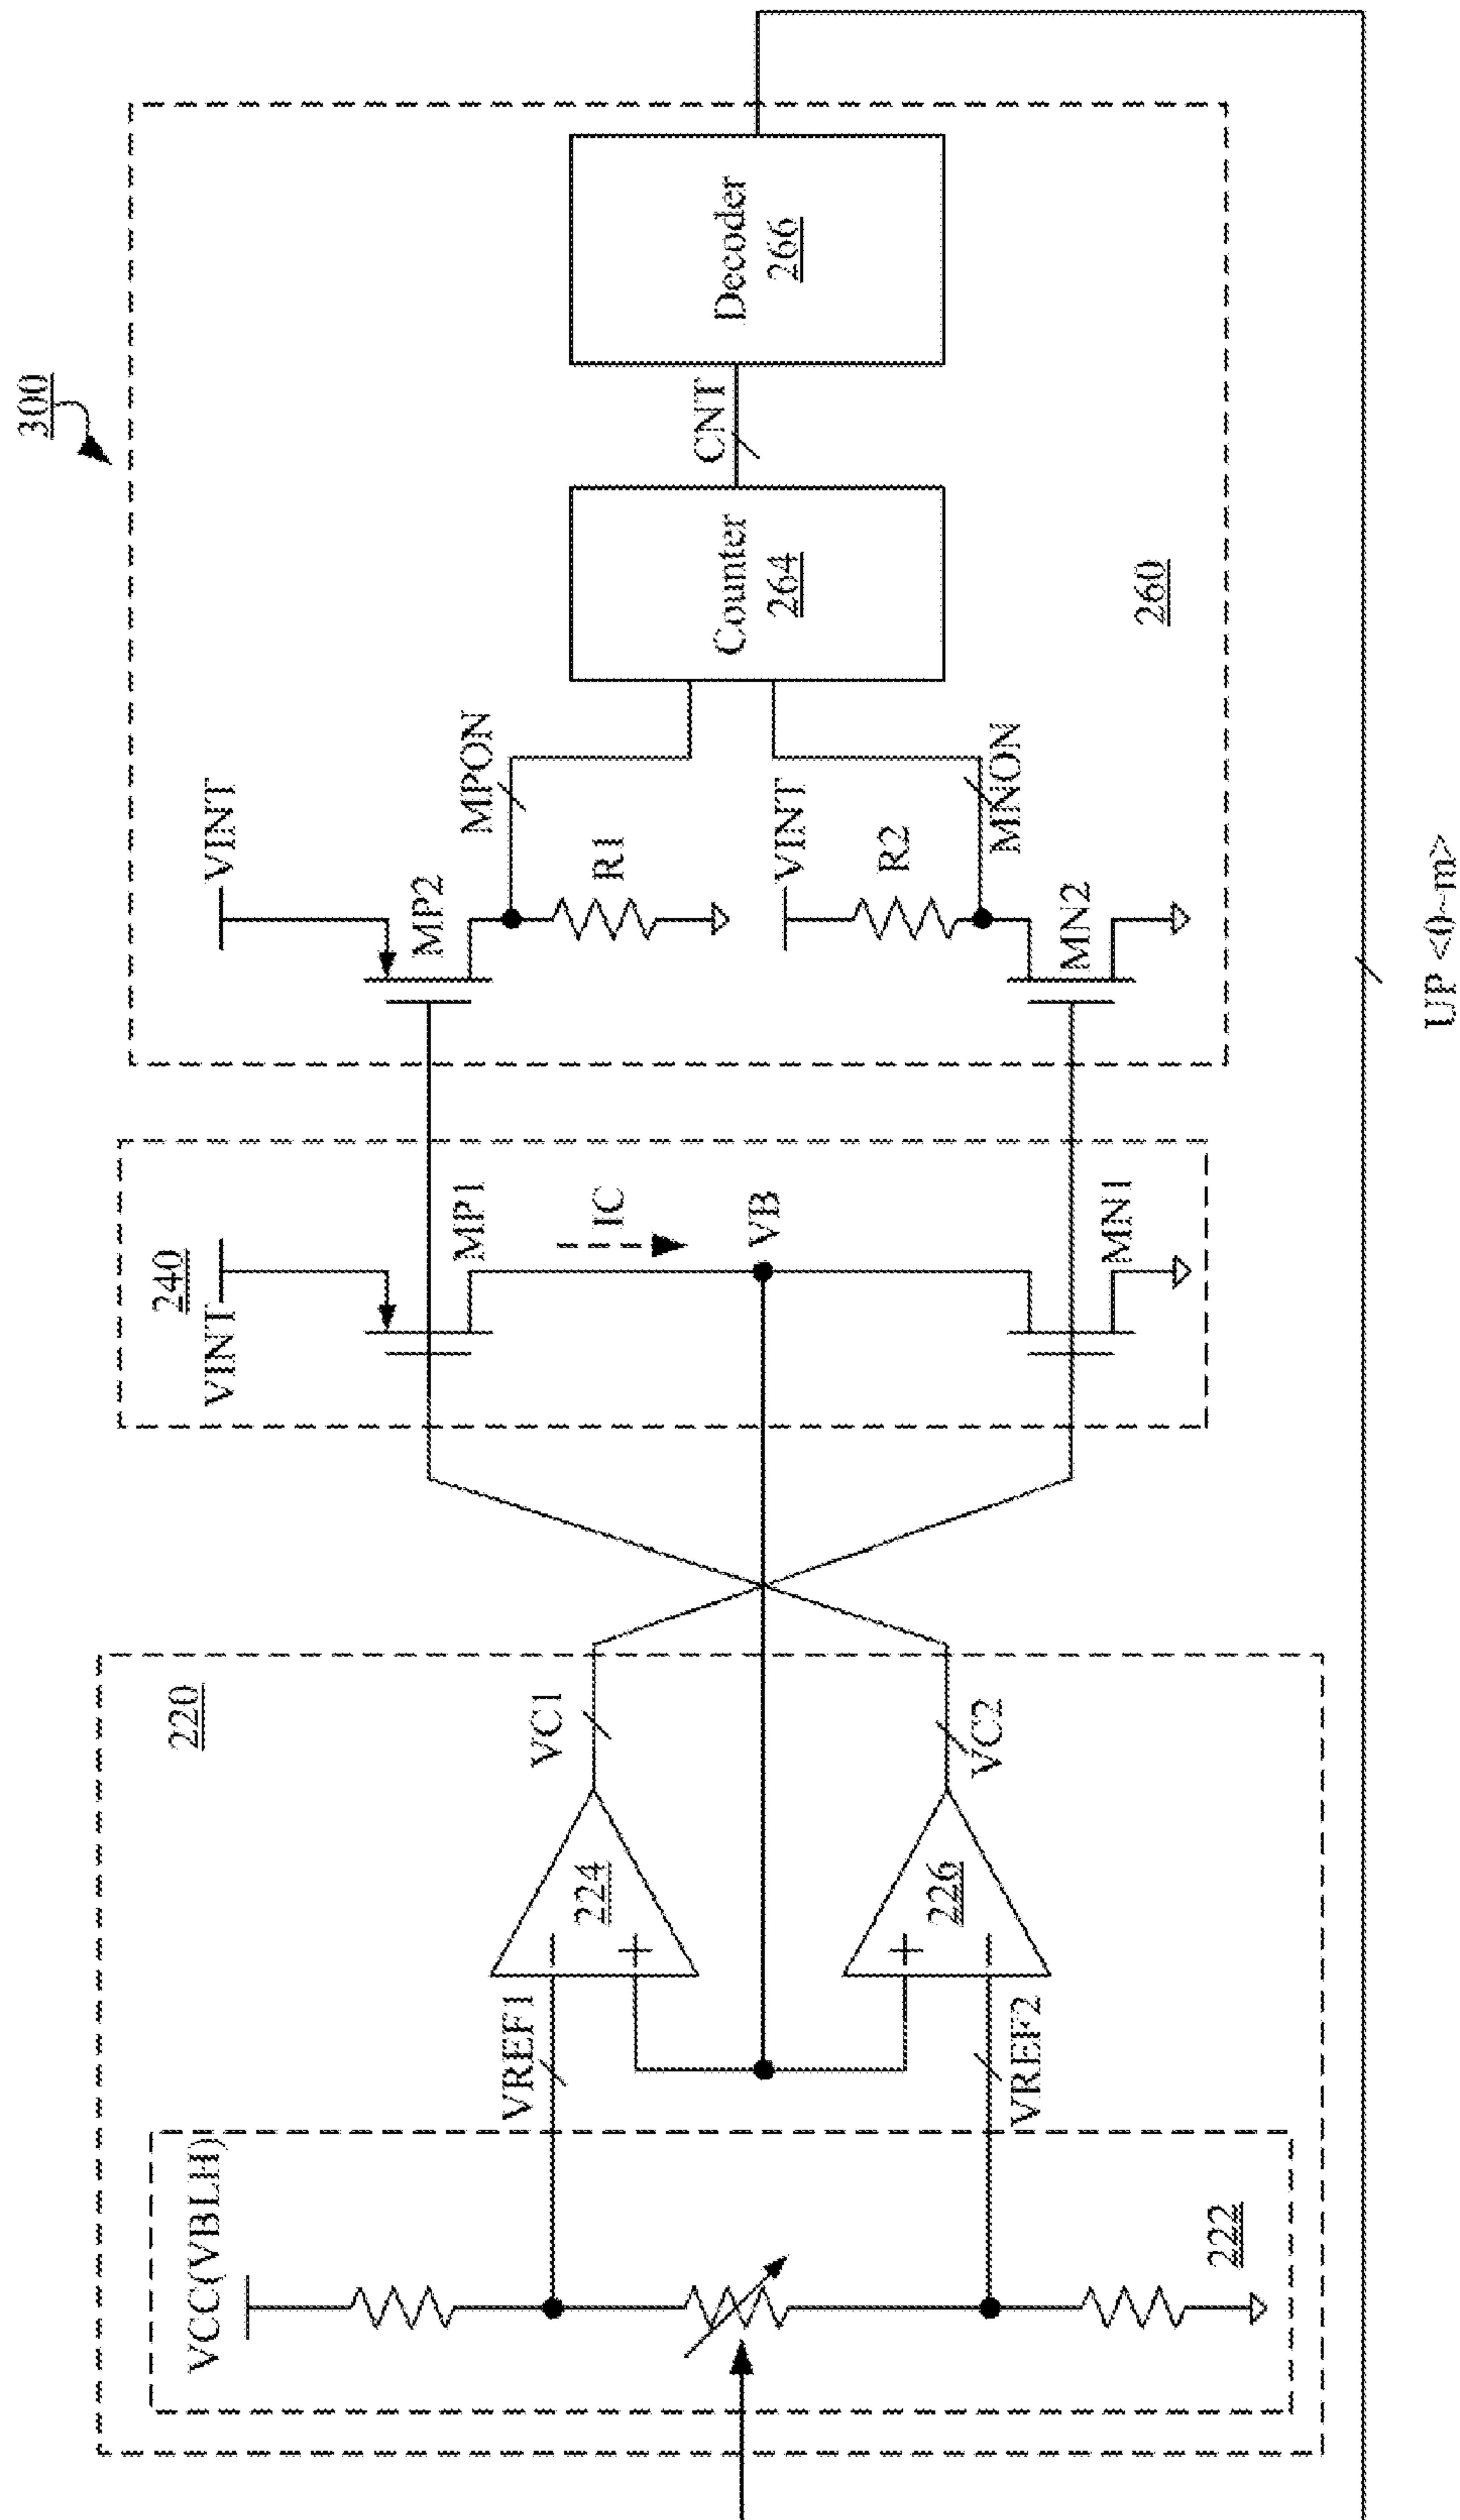 300
220
VCC(VBLH)
222
VREF1
VREF2
224
226
VC1
VC2
240
VINT
MP1
IC
VB
MN1
VINT
MP2
MPON
R1
VINT
R2
MNON
MN2
Counter
264
CNT
Decoder
266
260
UP <0~m>